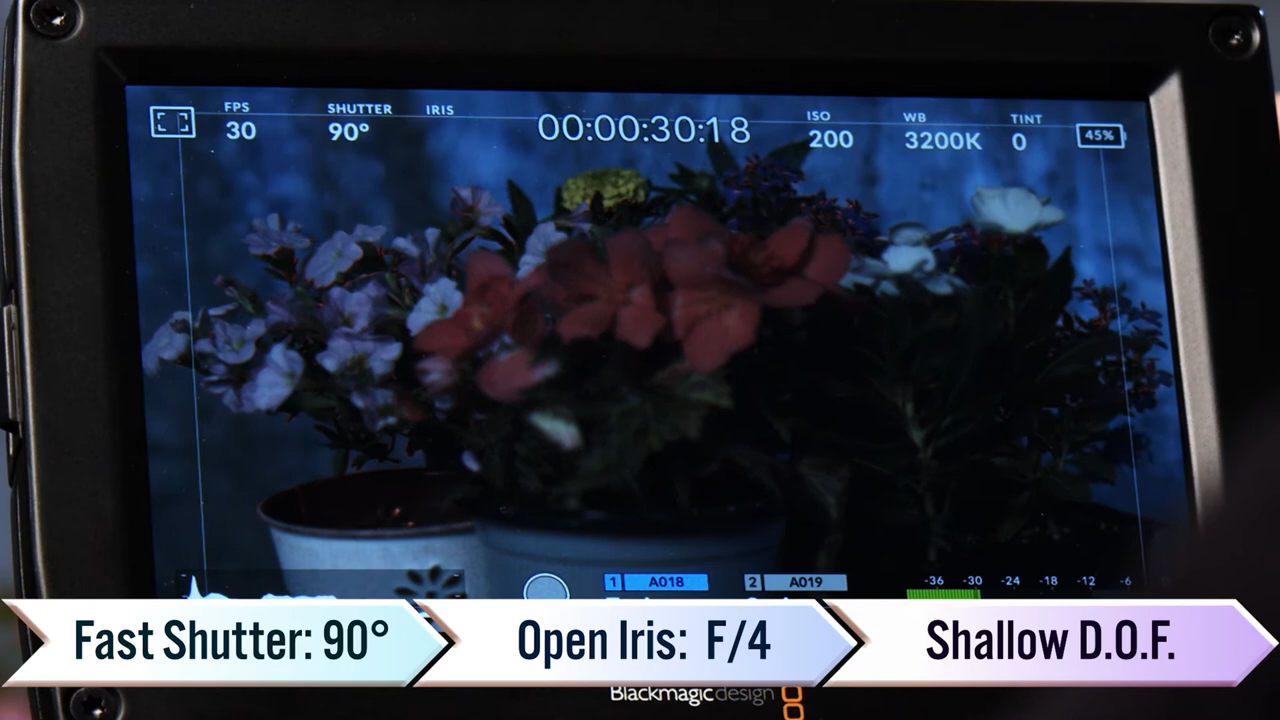 FPS SHUTTER IRIS 00:00:30:18 ISO WB TINT
30 90° 200 3200K 0 45%
1 A018 2 A019 -36 -30 -24 -18 -12 -6
Fast Shutter: 90° Open Iris: F/4 Shallow D.O.F.
Blackmagicdesign